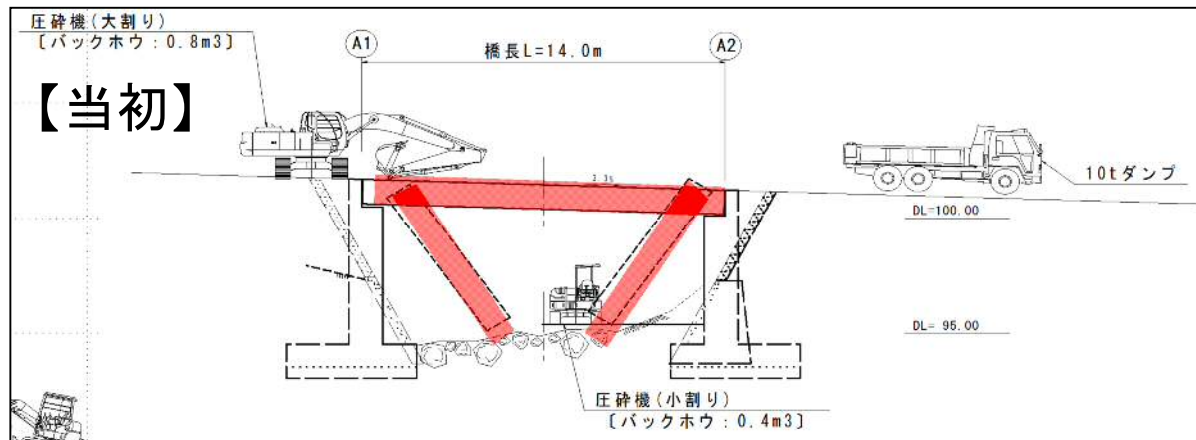 圧砕機(大割り)
〔バックホウ:0.8m3〕
【当初】
A1
橋長L=14.0m
A2
10tダンプ
DL=100.00
DL= 95.00
圧砕機(小割り)
〔バックホウ:0.4m3〕